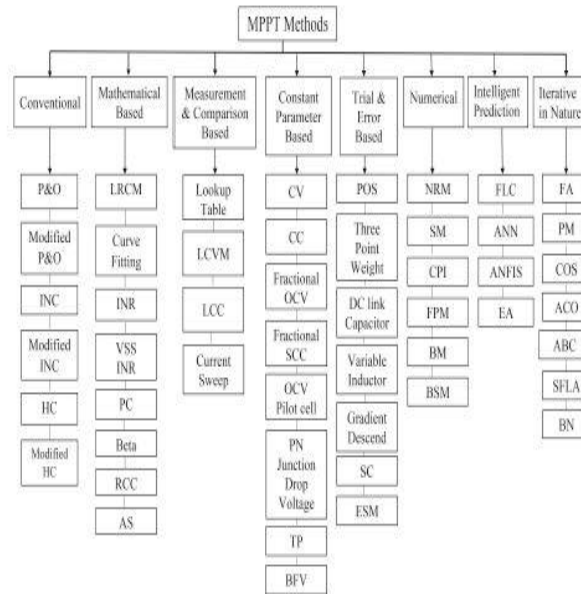 MPPT Methods
Conventional
Mathematical
Based
Measurement
& Comparison
Based
Constant
Parameter
Based
Trial &
Error
Based
Numerical
Intelligent
Prediction
Iterative
in Nature
P&O
Modified
P&O
INC
Modified
INC
HC
Modified
HC
LRCM
Curve
Fitting
INR
VSS
INR
PC
Beta
RCC
AS
Lookup
Table
LCVM
LCC
Current
Sweep
CV
CC
Fractional
OCV
Fractional
SCC
OCV
Pilot cell
PN
Junction
Drop
Voltage
TP
BFV
POS
Three
Point
Weight
DC link
Capacitor
Variable
Inductor
Gradient
Descend
SC
ESM
NRM
SM
CPI
FPM
BM
BSM
FLC
ANN
ANFIS
EA
FA
PM
COS
ACO
ABC
SFLA
BN